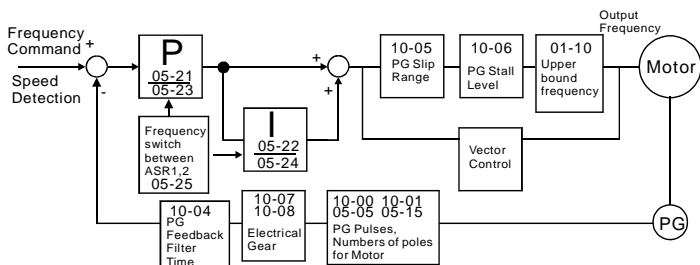 Frequency
Command
+
-
Speed
Detection
P
05-21
05-23
Frequency
switch
between
ASR1,2
05-25
I
05-22
05-24
+
+
10-05
PG Slip
Range
10-06
PG Stall
Level
01-10
Upper
bound
frequency
Output
Frequency
Motor
Vector
Control
10-04
PG
Feedback
Filter
Time
10-07
10-08
Electrical
Gear
10-00 10-01
05-05 05-15
PG Pulses,
Numbers of poles
for Motor
PG